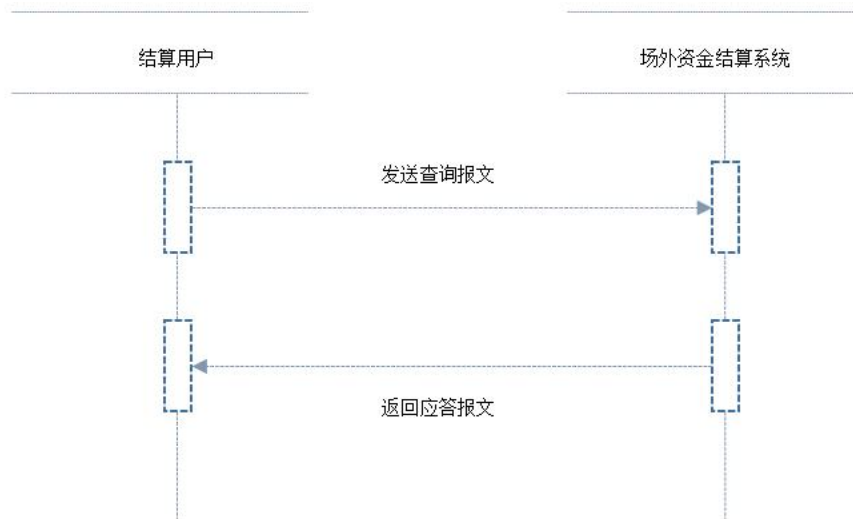 结算用户
场外资金结算系统
发送查询报文
返回应答报文